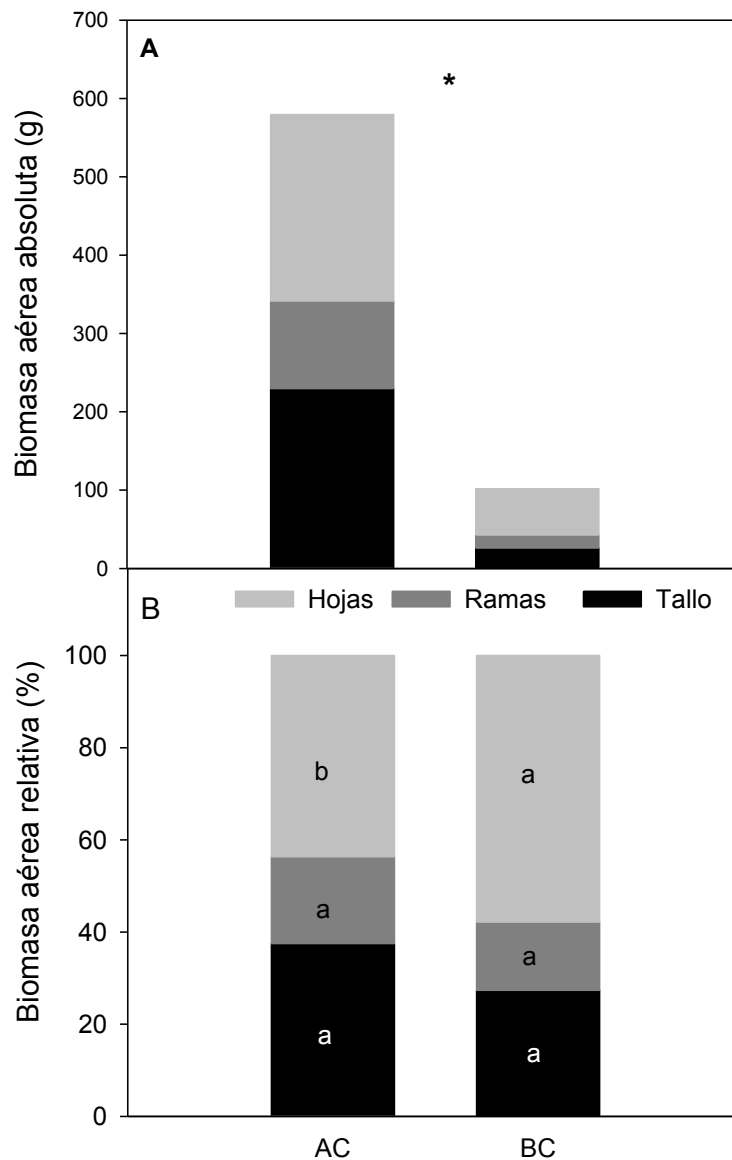 A
*
Biomasa aérea absoluta (g)
700
600
500
400
300
200
100
0
B
Hojas Ramas Tallo
Biomasa aérea relativa (%)
100
80
60
40
20
0
b
a
a
a
a
a
AC BC